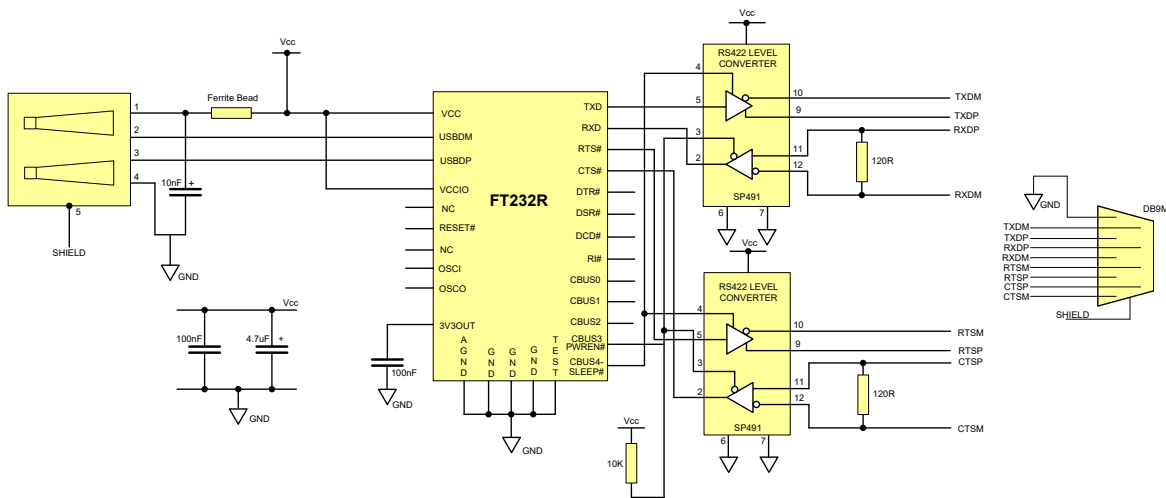 Vcc
Ferrite Bead
1
2
3
4
5
SHIELD
10nF +
GND
Vcc
100nF
4.7uF +
GND
FT232R
VCC
USBDM
USBDP
VCCIO
NC
RESET#
NC
OSCI
OSCO
3V3OUT
100nF
GND
AGND
GND
GND
GND
TEST
GND
TXD
RXD
RTS#
CTS#
DTR#
DSR#
DCD#
RI#
CBUS0
CBUS1
CBUS2
CBUS3
PWREN#
CBUS4-
SLEEP#
Vcc
10K
Vcc
RS422 LEVEL
CONVERTER
4
5
3
2
10
9
11
12
SP491
6
7
TXDM
TXDP
RXDP
120R
RXDM
Vcc
RS422 LEVEL
CONVERTER
4
5
3
2
10
9
11
12
SP491
6
7
RTSM
RTSP
CTSP
120R
CTSM
GND
DB9M
TXDM
TXDP
RXDP
RXDM
RTSM
RTSP
CTSP
CTSM
SHIELD